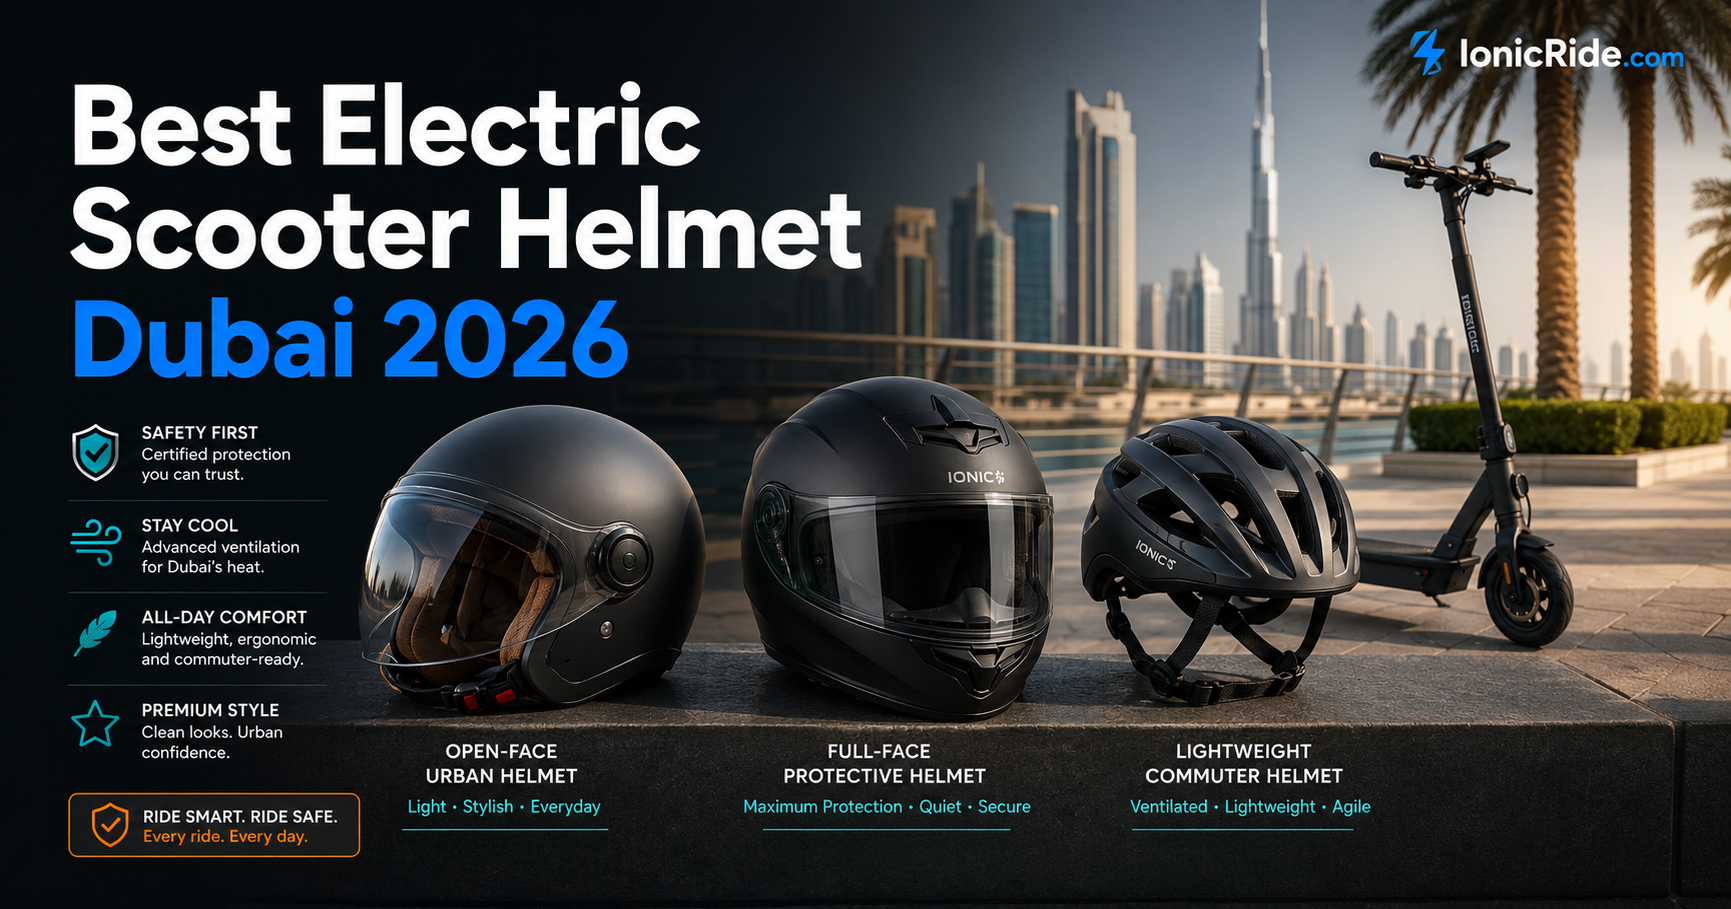 IonicRide.com
Best Electric
Scooter Helmet
Dubai 2026
SAFETY FIRST
Certified protection
you can trust.
STAY COOL
Advanced ventilation
for Dubai's heat.
ALL-DAY COMFORT
Lightweight, ergonomic
and commuter-ready.
PREMIUM STYLE
Clean looks. Urban
confidence.
RIDE SMART. RIDE SAFE.
Every ride. Every day.
IONIC
IONIC
OPEN-FACE
URBAN HELMET
Light • Stylish • Everyday
FULL-FACE
PROTECTIVE HELMET
Maximum Protection • Quiet • Secure
LIGHTWEIGHT
COMMUTER HELMET
Ventilated • Lightweight • Agile